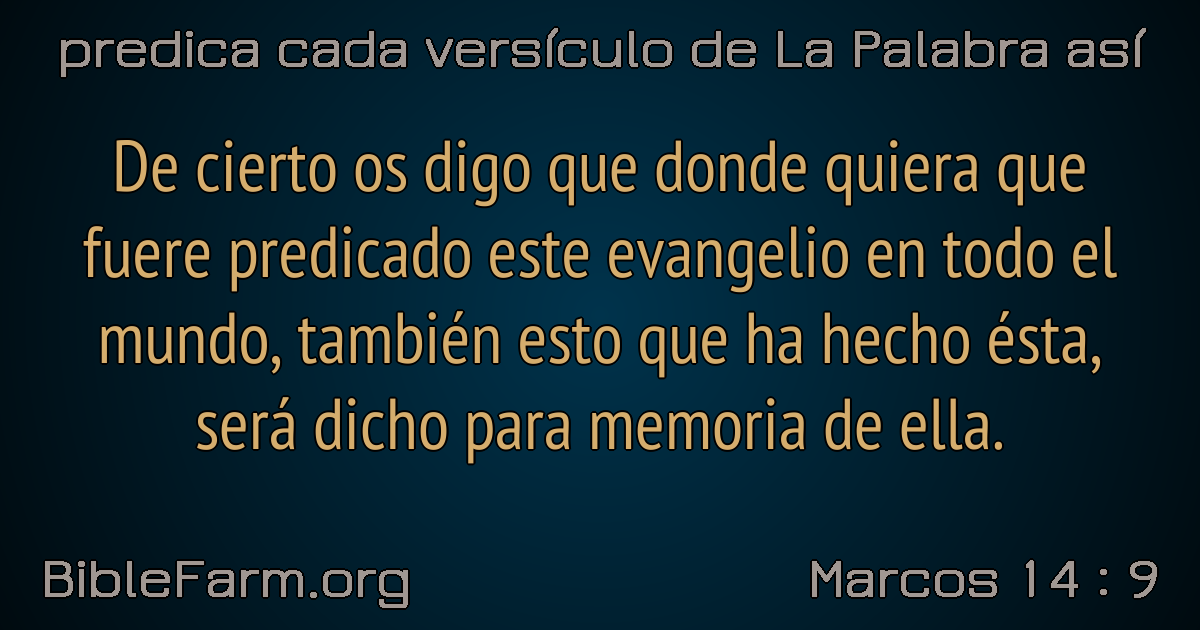 predica cada versículo de La Palabra así
De cierto os digo que donde quiera que
fuere predicado este evangelio en todo el
mundo, también esto que ha hecho ésta,
será dicho para memoria de ella.
BibleFarm.org
Marcos 14 : 9